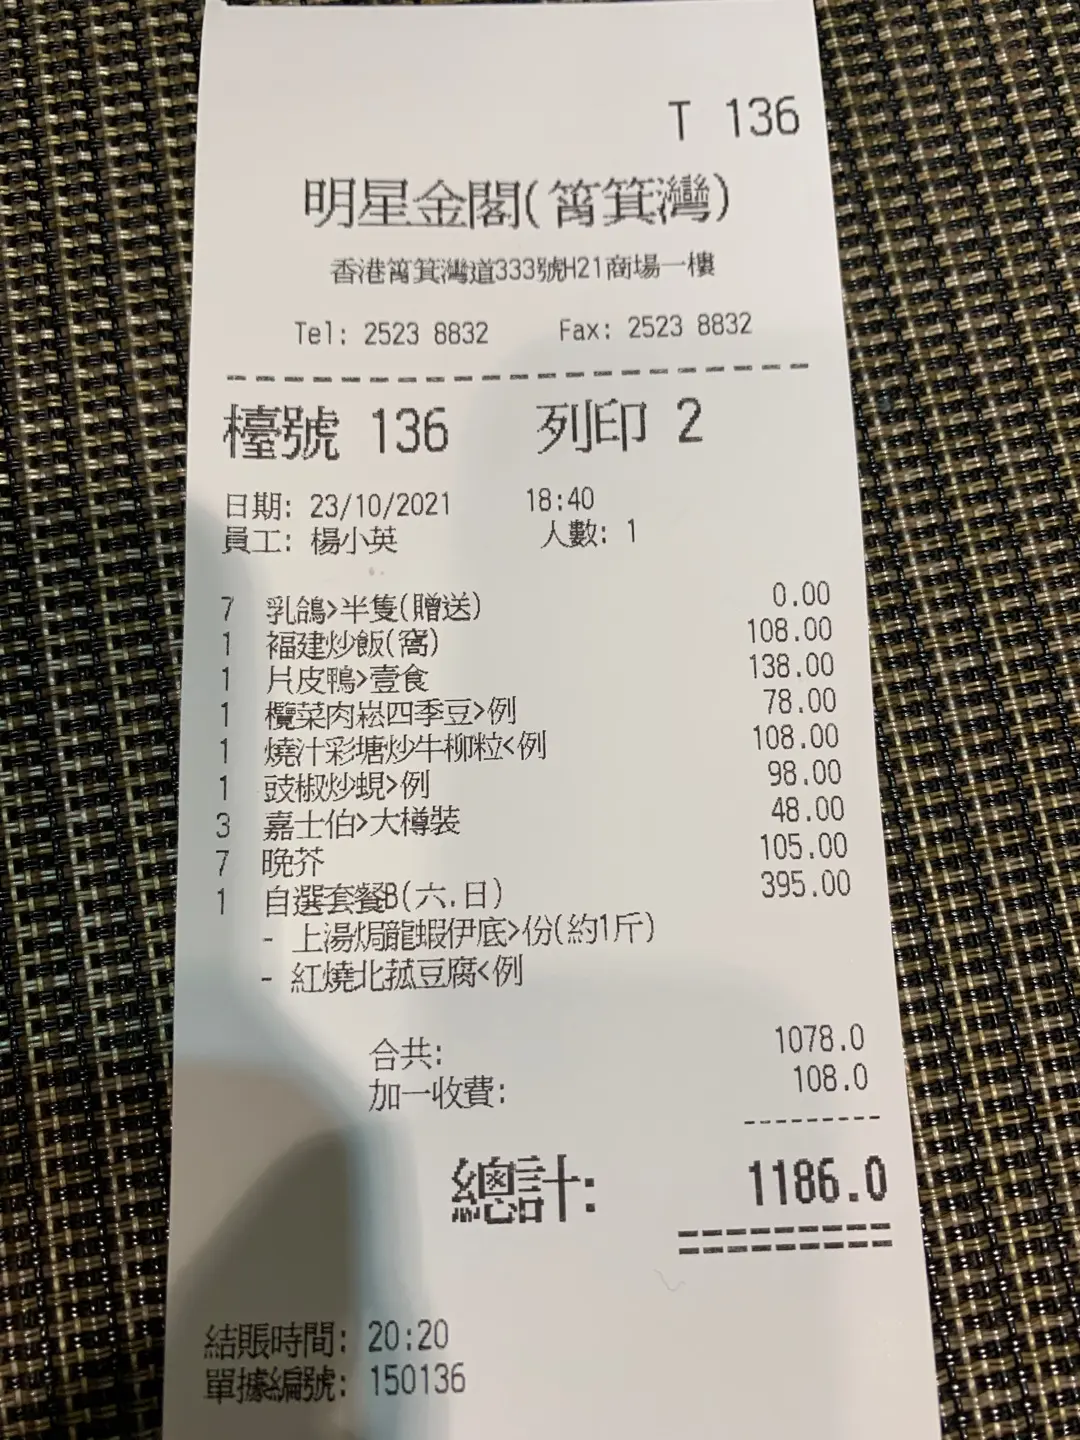 T 136
明星金閣(筲箕灣)
香港筲箕灣道333號H21商場一樓
Tel: 2523 8832 Fax: 2523 8832
檯號 136 列印 2
日期: 23/10/2021 18:40
員工: 楊小英 人數: 1
7 乳鴿>半隻(贈送) 0.00
1 福建炒飯(窩) 108.00
1 片皮鴨>壹食 138.00
1 欖菜肉崧四季豆>例 78.00
1 燒汁彩塘炒牛柳粒<例 108.00
1 豉椒炒蜆>例 98.00
3 嘉士伯>大樽裝 48.00
7 晚芥 105.00
1 自選套餐B(六.日) 395.00
- 上湯焗龍蝦伊底>份(約1斤)
- 紅燒北菰豆腐<例
合共: 1078.0
加一收費: 108.0
總計: 1186.0
結賬時間: 20:20
單據編號: 150136